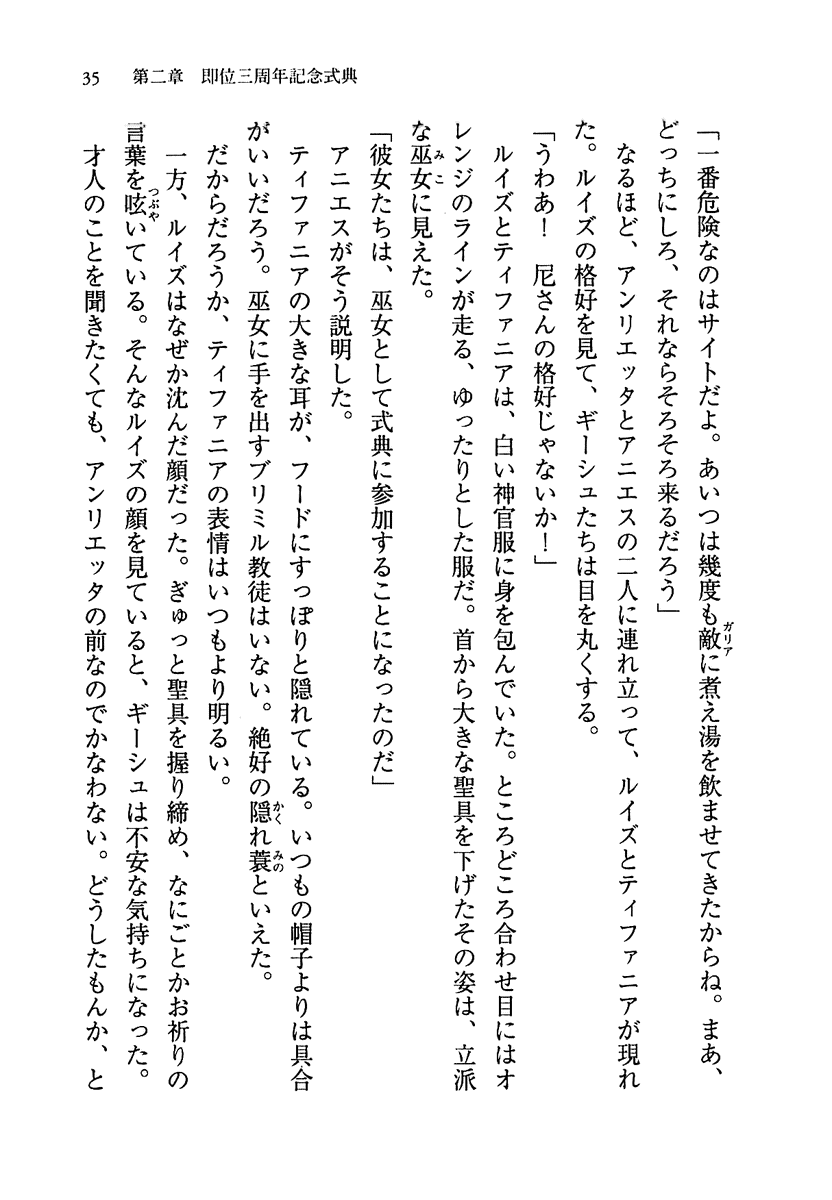 35　第二章　即位三周年記念式典
「一番危険なのはサイトだよ。あいつは幾度も敵ガリアに煮え湯を飲ませてきたからね。まあ、
どっちにしろ、それならそろそろ来るだろう」
　なるほど、アンリエッタとアニエスの二人に連れ立って、ルイズとティファニアが現れ
た。ルイズの格好を見て、ギーシュたちは目を丸くする。
「うわあ！　尼さんの格好じゃないか！」
　ルイズとティファニアは、白い神官服に身を包んでいた。ところどころ合わせ目にはオ
レンジのラインが走る、ゆったりとした服だ。首から大きな聖具を下げたその姿は、立派
な巫女みこに見えた。
「彼女たちは、巫女として式典に参加することになったのだ」
　アニエスがそう説明した。
　ティファニアの大きな耳が、フードにすっぽりと隠れている。いつもの帽子よりは具合
がいいだろう。巫女に手を出すブリミル教徒はいない。絶好の隠かくれ蓑みのといえた。
　だからだろうか、ティファニアの表情はいつもより明るい。
　一方、ルイズはなぜか沈んだ顔だった。ぎゅっと聖具を握り締め、なにごとかお祈りの
言葉を呟つぶやいている。そんなルイズの顔を見ていると、ギーシュは不安な気持ちになった。
　才人のことを聞きたくても、アンリエッタの前なのでかなわない。どうしたもんか、と